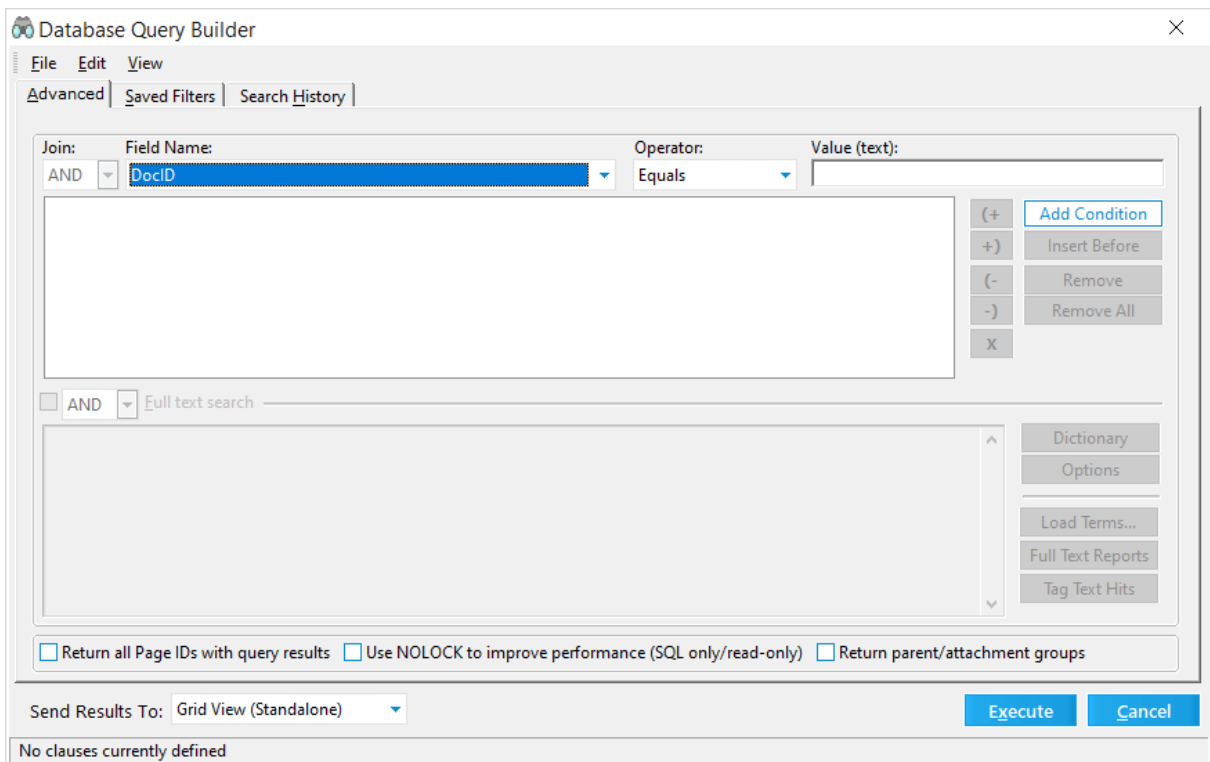 Database Query Builder
File Edit View
Advanced Saved Filters Search History
Join: Field Name: Operator: Value (text):
AND DocID Equals
(+ Add Condition
+) Insert Before
(- Remove
-) Remove All
X
AND Full text search
Dictionary
Options
Load Terms...
Full Text Reports
Tag Text Hits
Return all Page IDs with query results Use NOLOCK to improve performance (SQL only/read-only) Return parent/attachment groups
Send Results To: Grid View (Standalone) Execute Cancel
No clauses currently defined